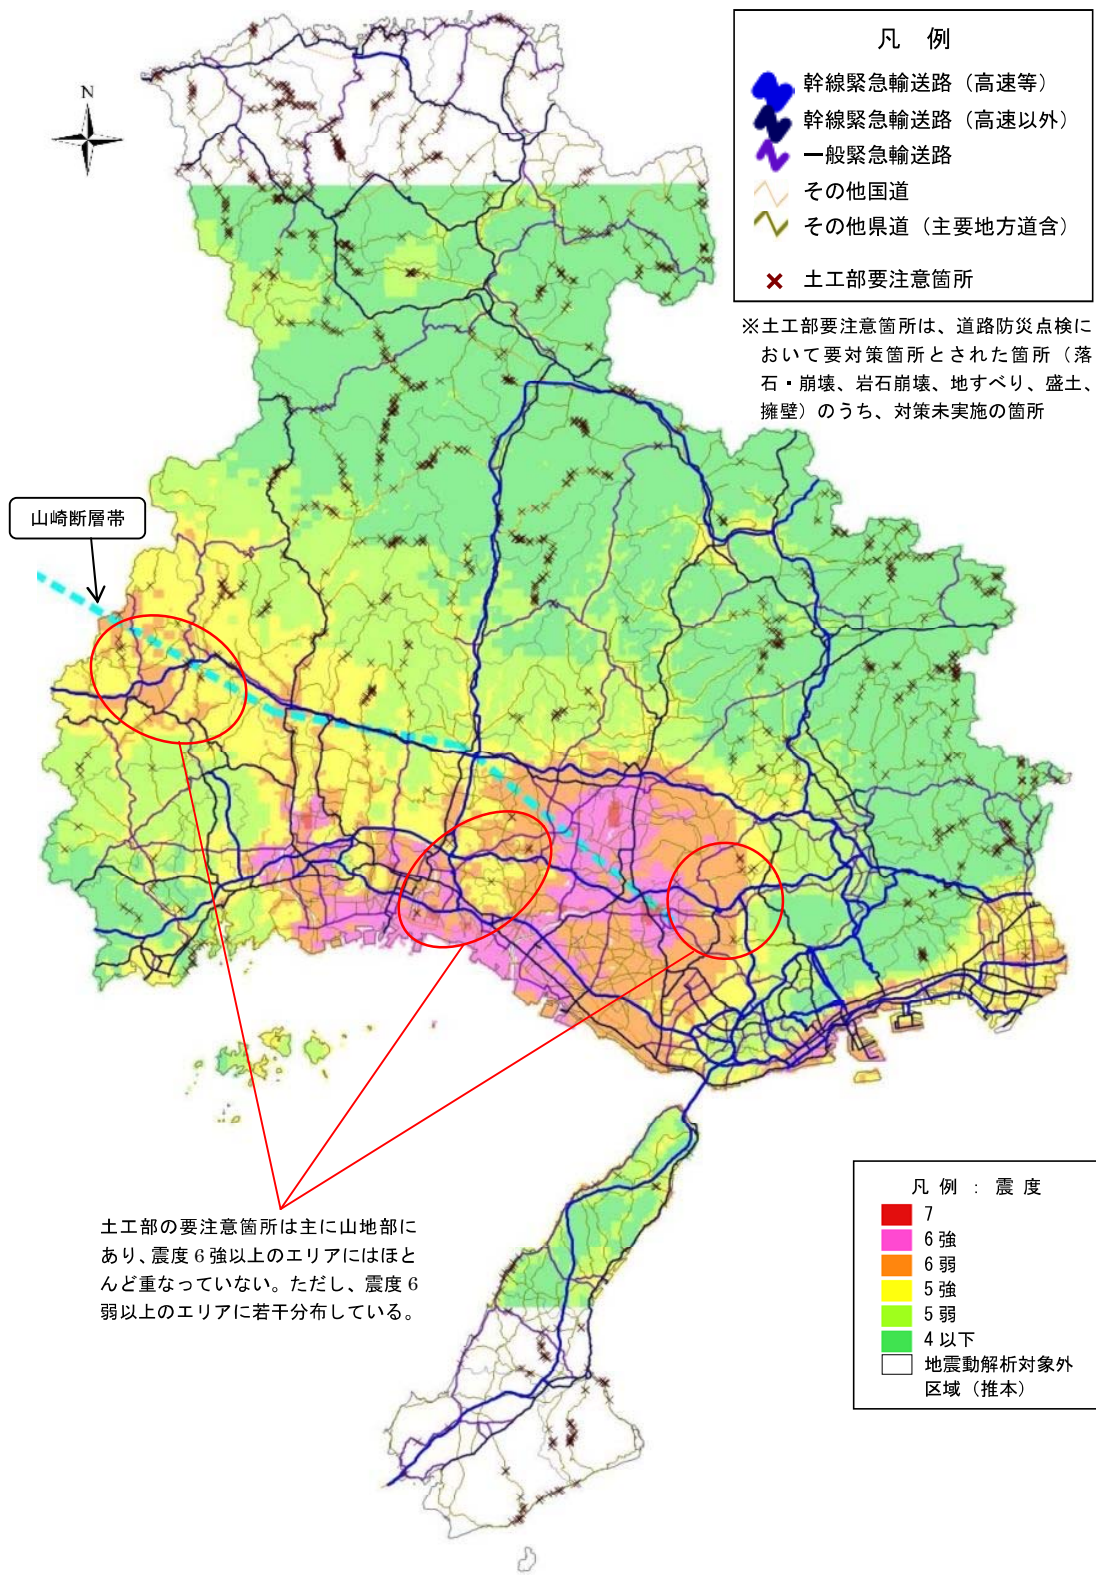 凡 例
幹線緊急輸送路（高速等）
幹線緊急輸送路（高速以外）
一般緊急輸送路
その他国道
その他県道（主要地方道含）
土工部要注意箇所
※土工部要注意箇所は、道路防災点検に
おいて要対策箇所とされた箇所（落
石・崩壊、岩石崩壊、地すべり、盛土、
擁壁）のうち、対策未実施の箇所
N
山崎断層帯
土工部の要注意箇所は主に山地部に
あり、震度６強以上のエリアにはほと
んど重なっていない。ただし、震度６
弱以上のエリアに若干分布している。
凡 例 ： 震 度
7
6 強
6 弱
5 強
5 弱
4 以下
地震動解析対象外
区域（推本）